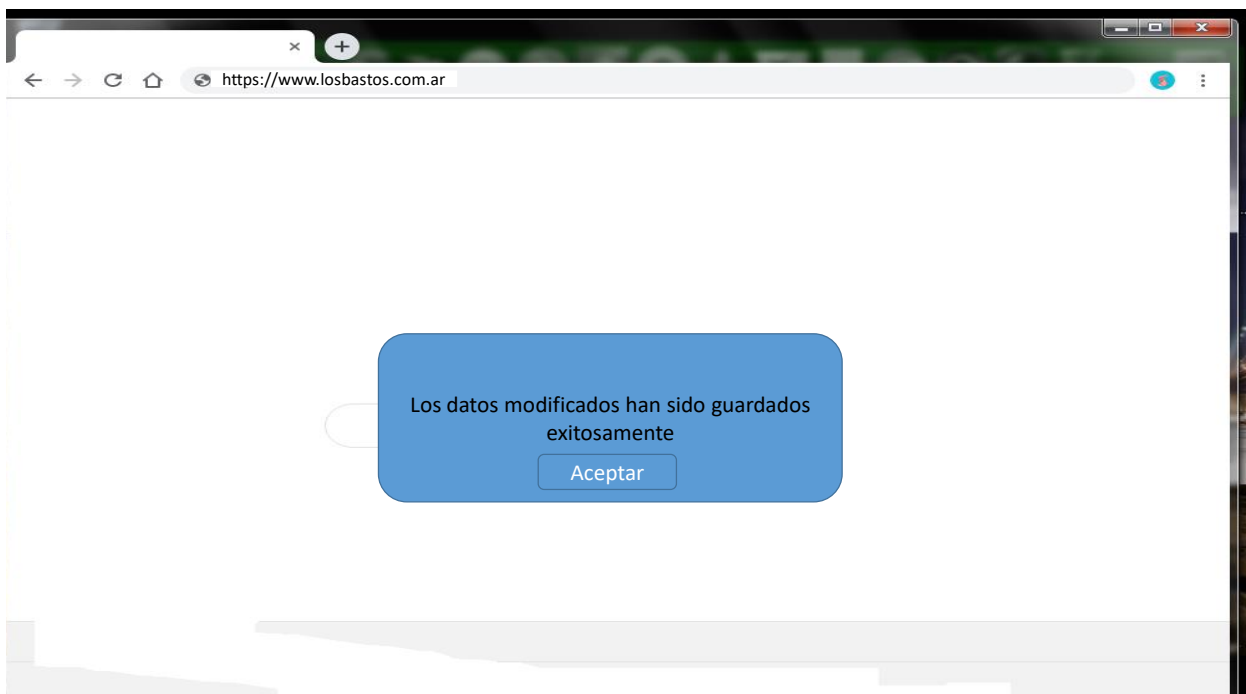 https://www.losbastos.com.ar
Los datos modificados han sido guardados
exitosamente
Aceptar